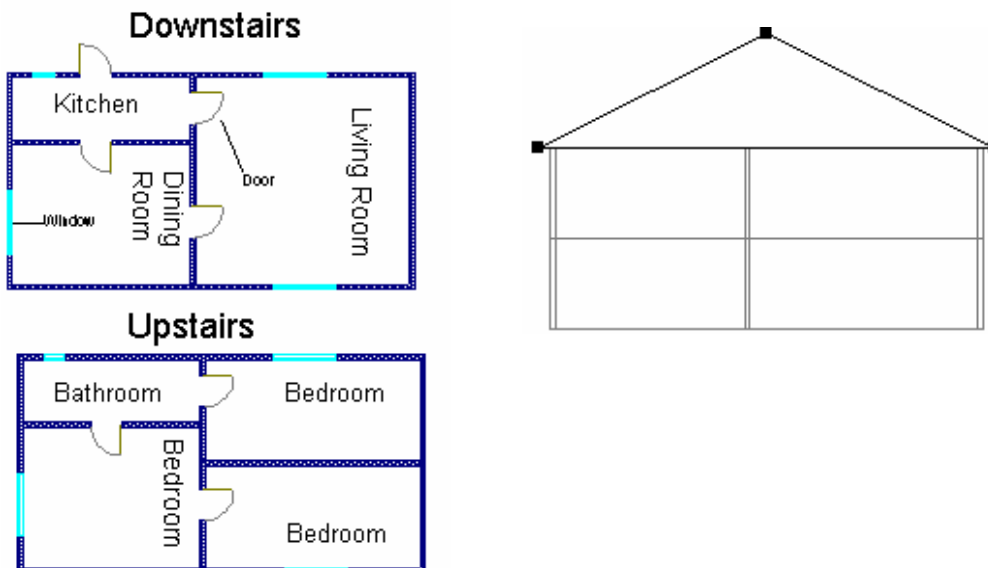 Downstairs
Kitchen
Living Room
Door
Dining
Room
Window
Upstairs
Bathroom
Bedroom
Bedroom
Bedroom